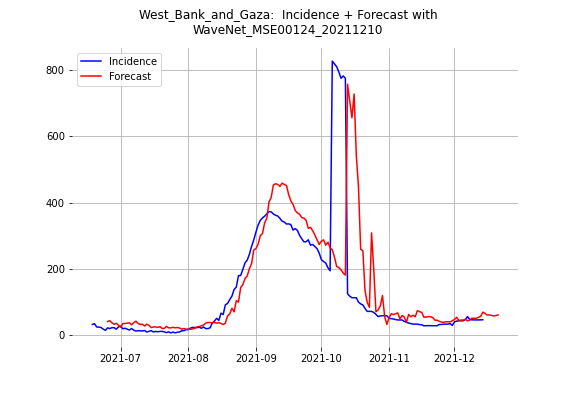 West_Bank_and_Gaza:  Incidence + Forecast with
WaveNet_MSE00124_20211210
Incidence
Forecast
800
600
400
200
0
2021-07
2021-08
2021-09
2021-10
2021-11
2021-12